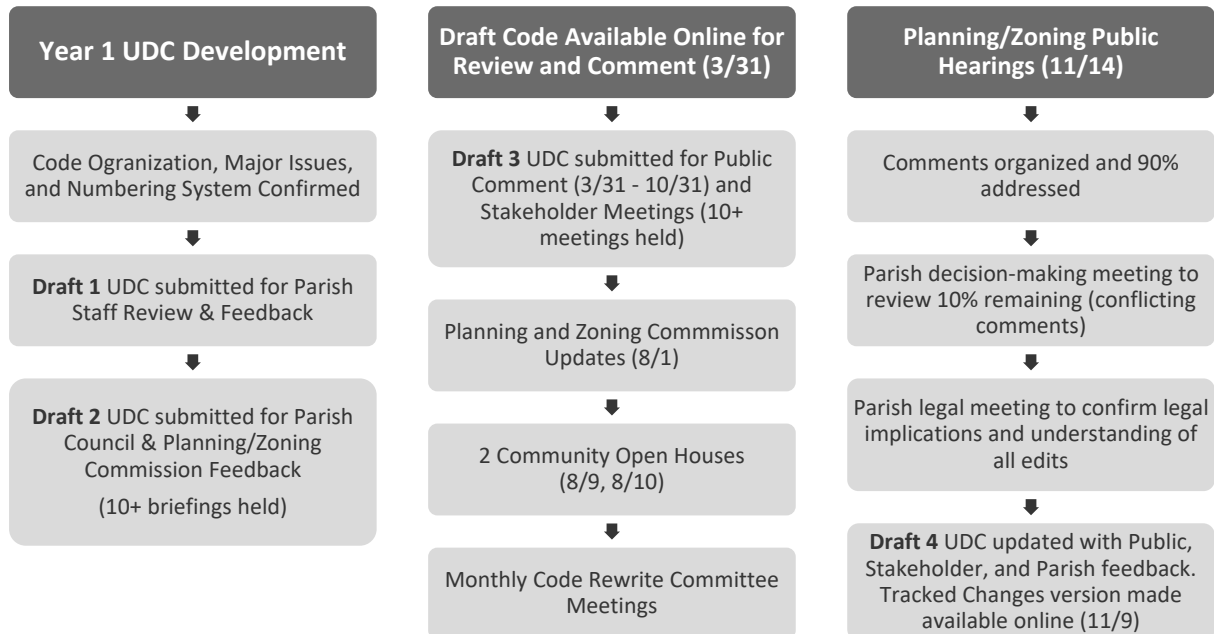 Year 1 UDC Development
Code Ogranization, Major Issues,
and Numbering System Confirmed
Draft 1 UDC submitted for Parish
Staff Review & Feedback
Draft 2 UDC submitted for Parish
Council & Planning/Zoning
Commission Feedback
(10+ briefings held)
Draft Code Available Online for
Review and Comment (3/31)
Draft 3 UDC submitted for Public
Comment (3/31 - 10/31) and
Stakeholder Meetings (10+
meetings held)
Planning and Zoning Commmisson
Updates (8/1)
2 Community Open Houses
(8/9, 8/10)
Monthly Code Rewrite Committee
Meetings
Planning/Zoning Public
Hearings (11/14)
Comments organized and 90%
addressed
Parish decision-making meeting to
review 10% remaining (conflicting
comments)
Parish legal meeting to confirm legal
implications and understanding of
all edits
Draft 4 UDC updated with Public,
Stakeholder, and Parish feedback.
Tracked Changes version made
available online (11/9)